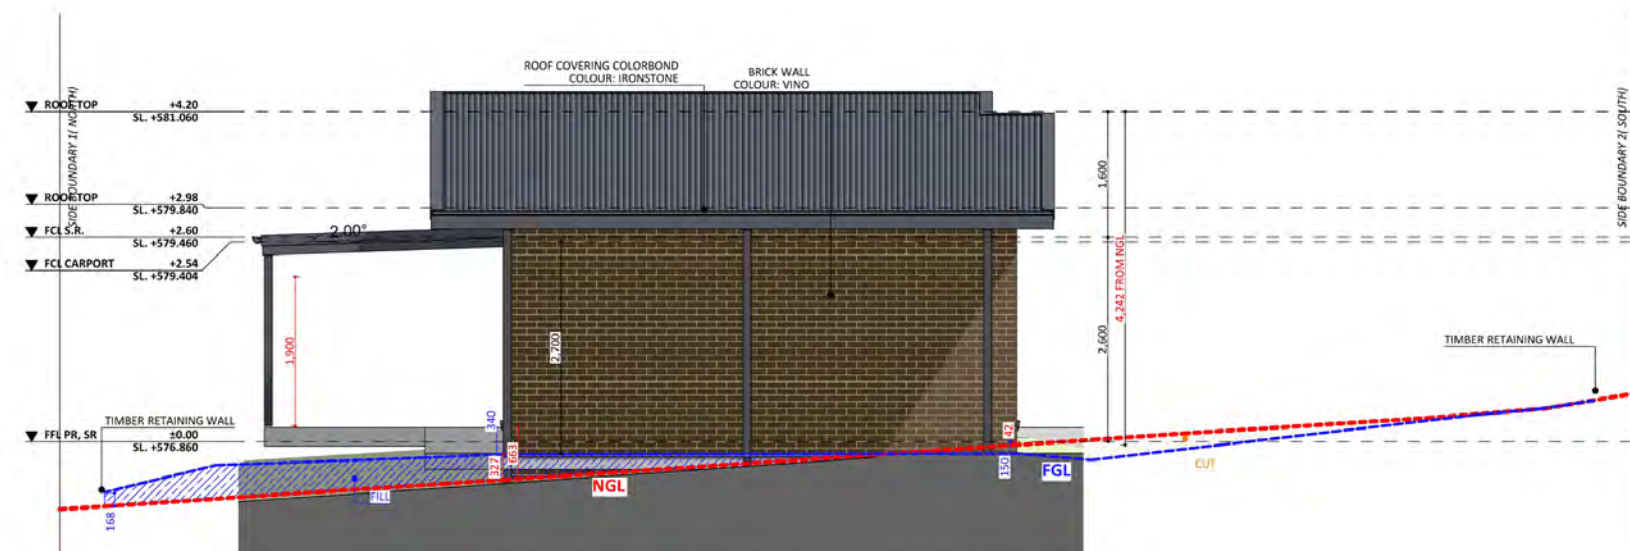 ROOF COVERING COLORBOND
COLOUR: IRONSTONE
BRICK WALL
COLOUR: VINO
ROOF TOP +4.20
SL. +581.060
SIDE BOUNDARY 1( NORTH)
SIDE BOUNDARY 2( SOUTH)
ROOF TOP +2.98
SL. +579.840
FCL S.R. +2.60
SL. +579.460
FCL CARPORT +2.54
SL. +579.404
2.00°
1,600
4,242 FROM NGL
2,600
1,900
2,700
TIMBER RETAINING WALL
TIMBER RETAINING WALL
FFL PR, SR ±0.00
SL. +576.860
340
663
327
42
150
FGL
CUT
NGL
FILL
168